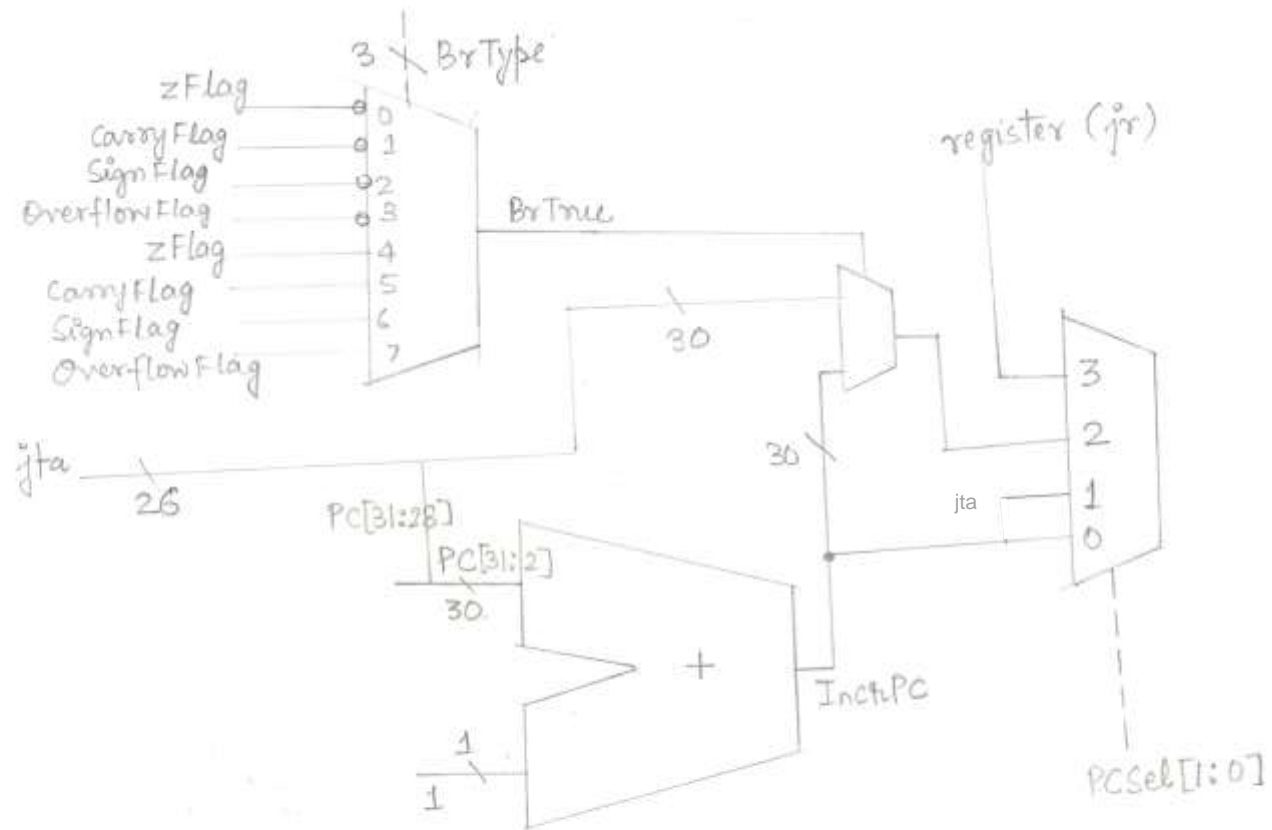 3 BrType
zFlag
0
CarryFlag
1
SignFlag
2
OverflowFlag
3
zFlag
4
CarryFlag
5
SignFlag
6
OverflowFlag
7
BrTrue
register (jr)
30
3
2
1
0
jta
jta
26
30
PC[31:28]
PC[31:2]
30
+
IncrPC
1
1
PCSel[1:0]